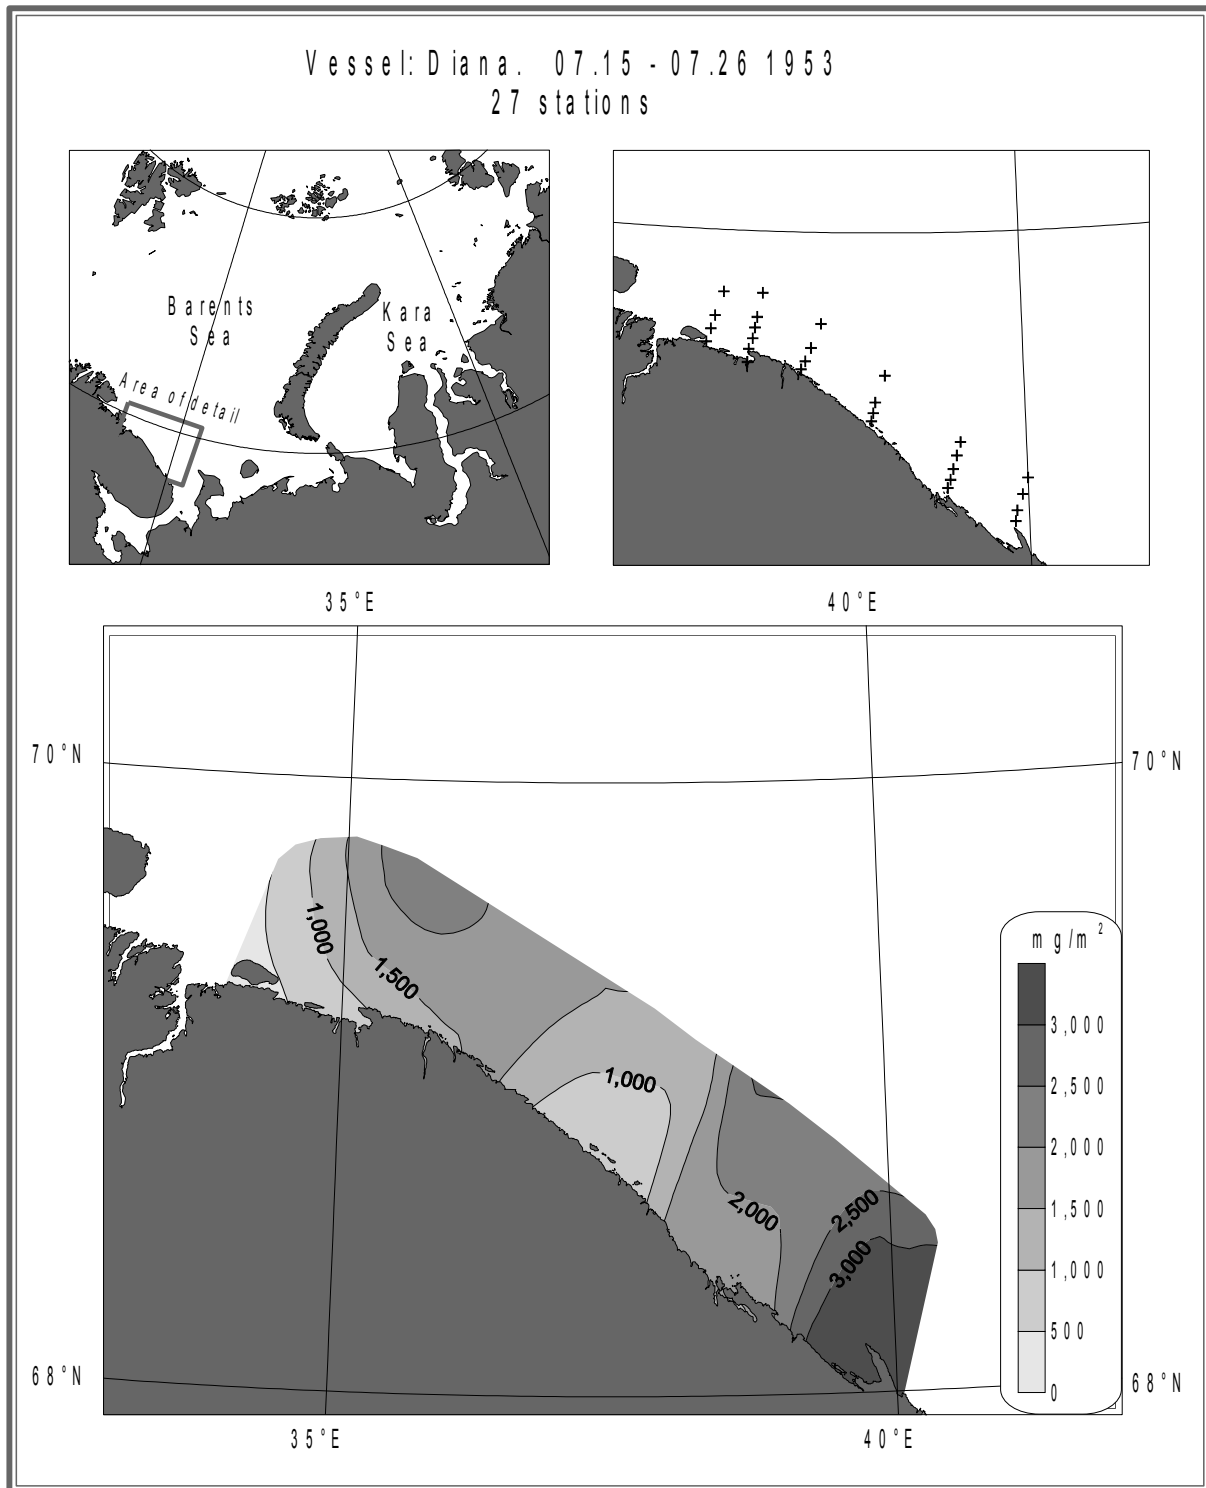 Vessel: Diana. 07.15 - 07.26 1953
27 stations
Barents
Sea
Kara
Sea
Area of detail
35°E
40°E
70°N
70°N
1,000
1,500
1,000
2,000
2,500
3,000
mg/m²
3,000
2,500
2,000
1,500
1,000
500
0
68°N
68°N
35°E
40°E